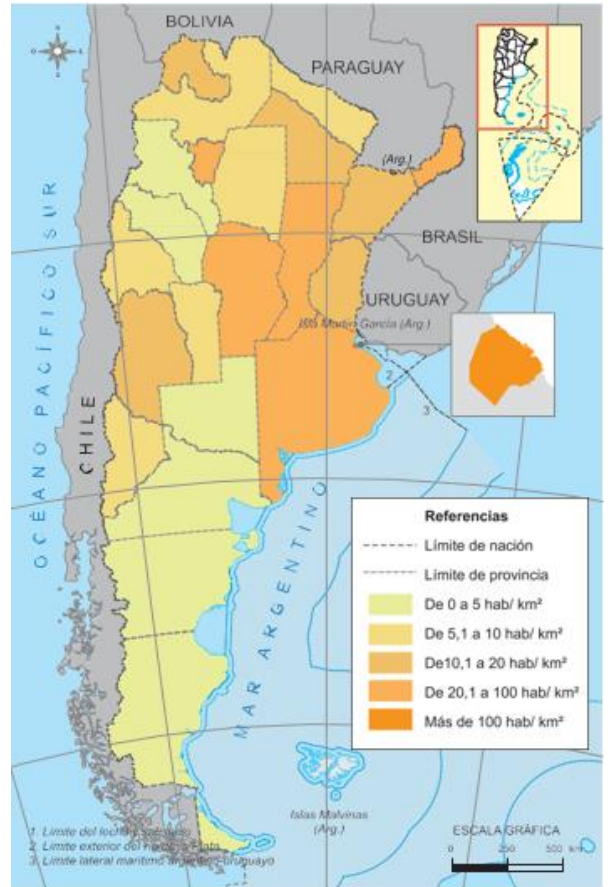 BOLIVIA
PARAGUAY
(Arg.)
BRASIL
URUGUAY
Isla Martín García (Arg.)
OCÉANO PACÍFICO SUR
CHILE
2
3
MAR ARGENTINO
Referencias
Límite de nación
Límite de provincia
De 0 a 5 hab/ km²
De 5,1 a 10 hab/ km²
De10,1 a 20 hab/ km²
De 20,1 a 100 hab/ km²
Más de 100 hab/ km²
Islas Malvinas
(Arg.)
1. Límite del lecho y
2. Límite exterior del Plata
3. Límite lateral marítimo uruguayo
ESCALA GRÁFICA
0 250 500 km